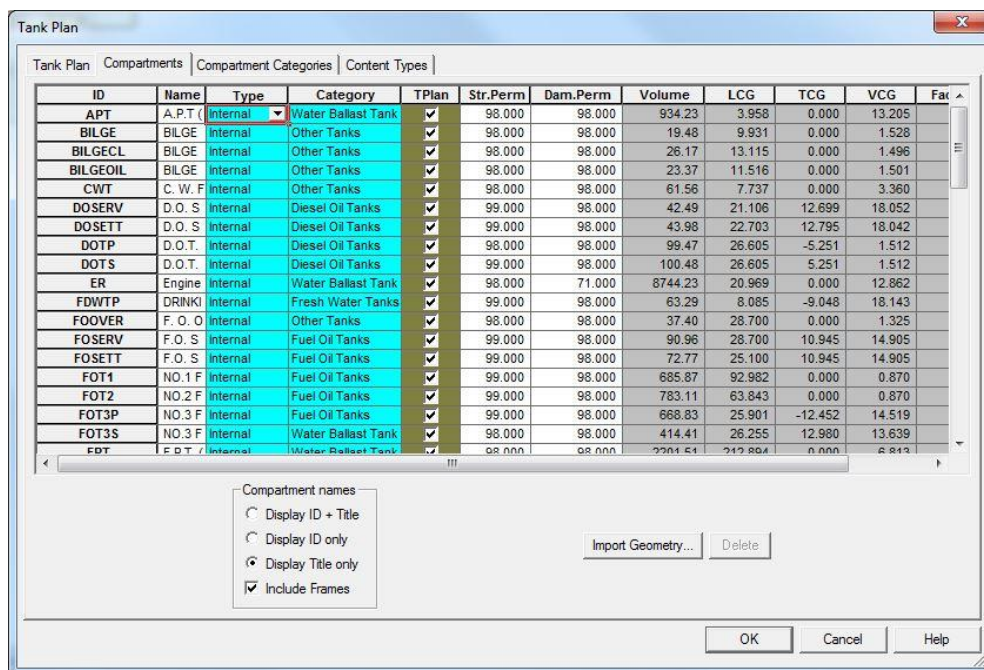 Tank Plan
Tank Plan Compartments Compartment Categories Content Types
ID Name Type Category TPlan Str.Perm Dam.Perm Volume LCG TCG VCG Fac
APT A.P.T ( Internal Water Ballast Tank 98.000 98.000 934.23 3.958 0.000 13.205
BILGE BILGE Internal Other Tanks 98.000 98.000 19.48 9.931 0.000 1.528
BILGECL BILGE Internal Other Tanks 98.000 98.000 26.17 13.115 0.000 1.496
BILGEOIL BILGE Internal Other Tanks 98.000 98.000 23.37 11.516 0.000 1.501
CWT C. W. F Internal Other Tanks 98.000 98.000 61.56 7.737 0.000 3.360
DOSERV D.O. S Internal Diesel Oil Tanks 99.000 98.000 42.49 21.106 12.699 18.052
DOSETT D.O. S Internal Diesel Oil Tanks 99.000 98.000 43.98 22.703 12.795 18.042
DOTP D.O.T. Internal Diesel Oil Tanks 98.000 98.000 99.47 26.605 -5.251 1.512
DOTS D.O.T. Internal Diesel Oil Tanks 99.000 98.000 100.48 26.605 5.251 1.512
ER Engine Internal Water Ballast Tank 98.000 71.000 8744.23 20.969 0.000 12.862
FDWTP DRINKI Internal Fresh Water Tanks 99.000 98.000 63.29 8.085 -9.048 18.143
FOOVER F. O. O Internal Other Tanks 98.000 98.000 37.40 28.700 0.000 1.325
FOSERV F.O. S Internal Fuel Oil Tanks 99.000 98.000 90.96 28.700 10.945 14.905
FOSETT F.O. S Internal Fuel Oil Tanks 99.000 98.000 72.77 25.100 10.945 14.905
FOT1 NO.1 F Internal Fuel Oil Tanks 99.000 98.000 685.87 92.982 0.000 0.870
FOT2 NO.2 F Internal Fuel Oil Tanks 99.000 98.000 783.11 63.843 0.000 0.870
FOT3P NO.3 F Internal Fuel Oil Tanks 99.000 98.000 668.83 25.901 -12.452 14.519
FOT3S NO.3 F Internal Water Ballast Tank 98.000 98.000 414.41 26.255 12.980 13.639
FPT F.P.T. ( Internal Water Ballast Tank 98.000 98.000 2201.51 212.894 0.000 6.813
Compartment names
Display ID + Title
Display ID only
Display Title only
Include Frames
Import Geometry... Delete
OK Cancel Help